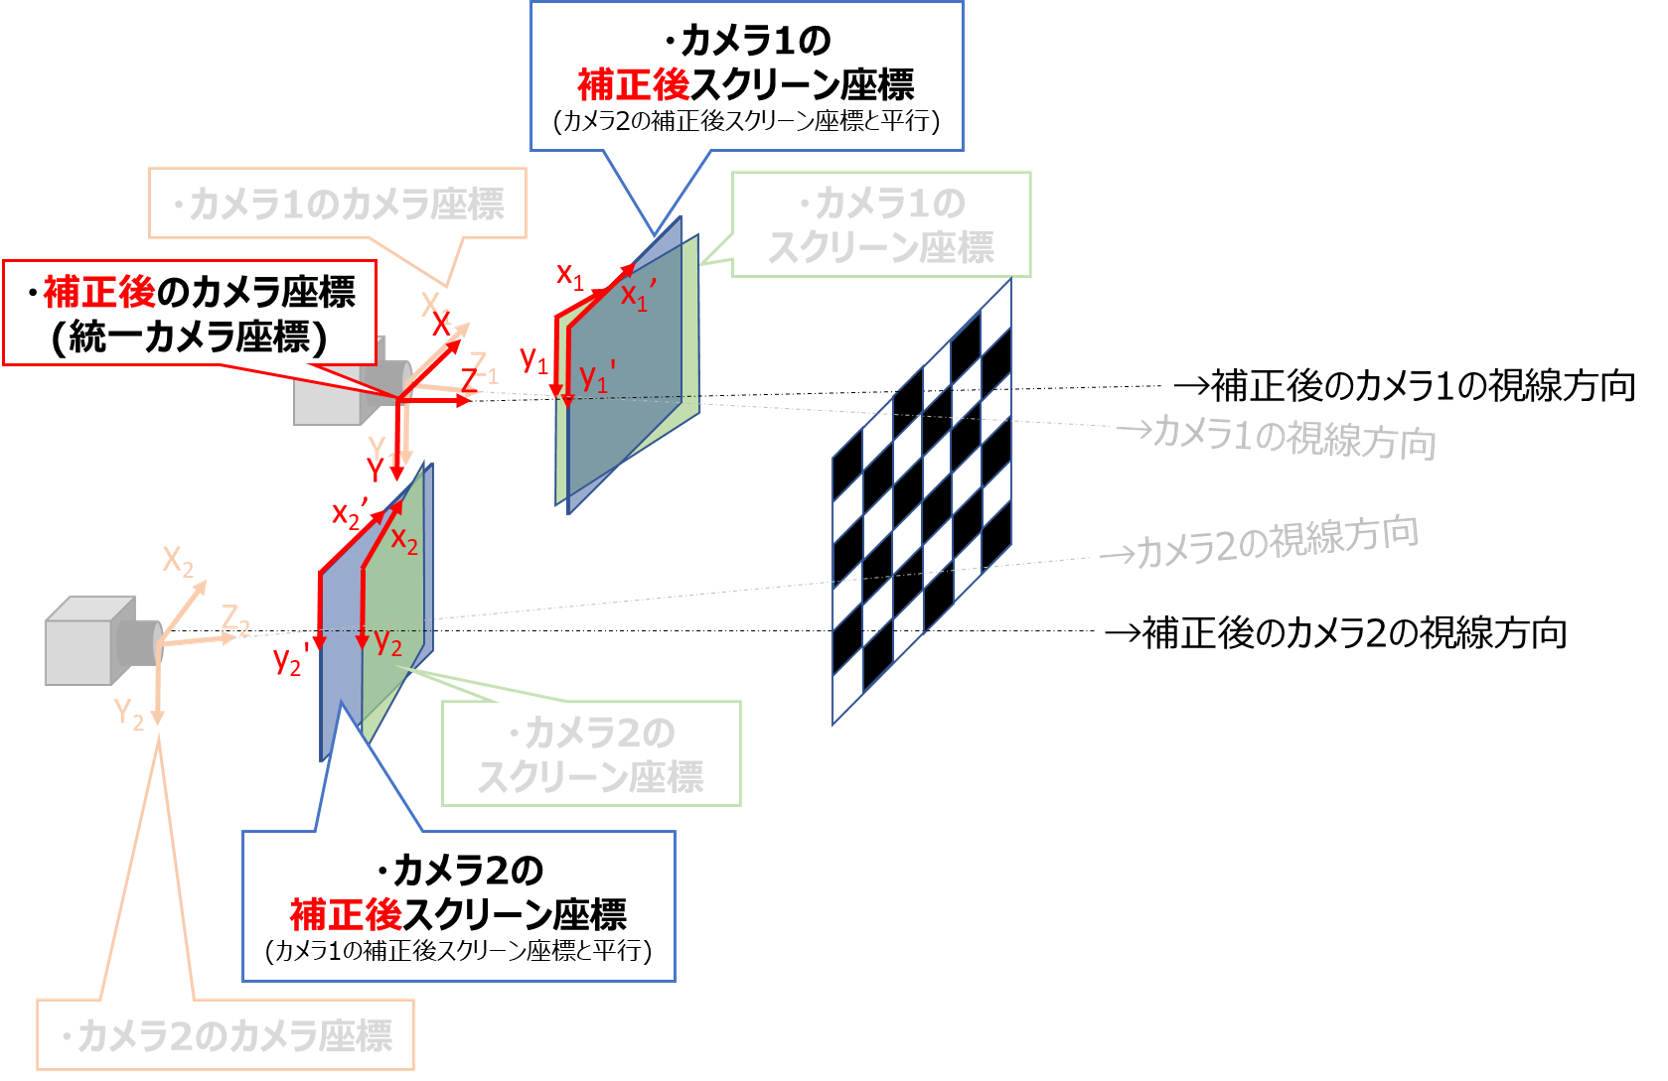 ・カメラ1の
補正後スクリーン座標
(カメラ2の補正後スクリーン座標と平行)
・カメラ1のカメラ座標
・カメラ1の
スクリーン座標
・補正後のカメラ座標
(統一カメラ座標)
X
X
Z1
Z
Y
Y
x1
x1'
y1
y1'
→補正後のカメラ1の視線方向
→カメラ1の視線方向
x2'
x2
y2'
y2
→カメラ2の視線方向
→補正後のカメラ2の視線方向
X2
Z2
Y2
・カメラ2の
スクリーン座標
・カメラ2の
補正後スクリーン座標
(カメラ1の補正後スクリーン座標と平行)
・カメラ2のカメラ座標